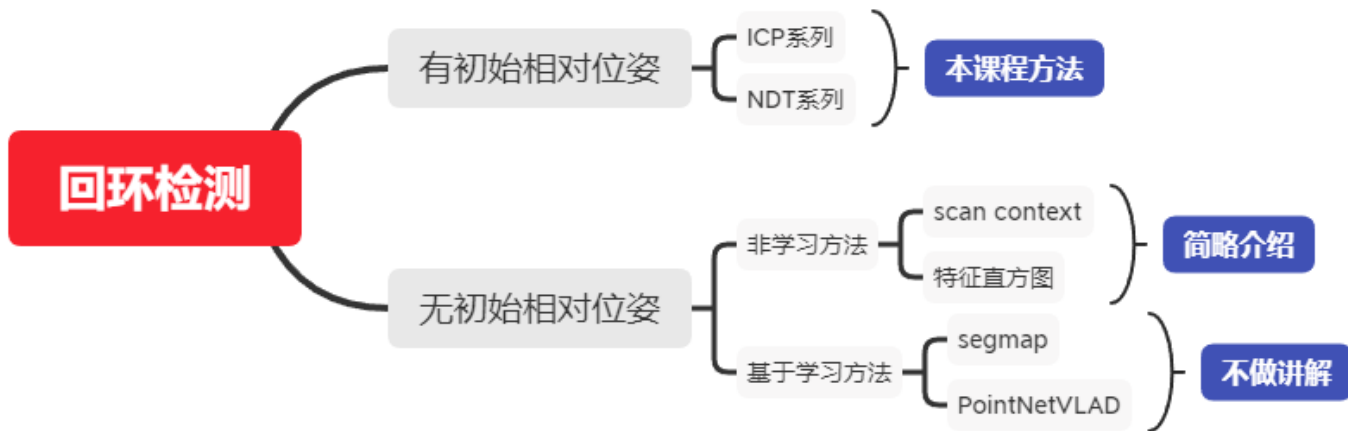 回环检测
有初始相对位姿
ICP系列
NDT系列
本课程方法
无初始相对位姿
非学习方法
scan context
特征直方图
简略介绍
基于学习方法
segmap
PointNetVLAD
不做讲解